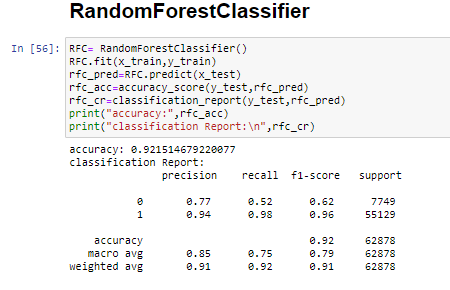 RandomForestClassifier
In [56]: RFC= RandomForestClassifier()
RFC.fit(x_train,y_train)
rfc_pred=RFC.predict(x_test)
rfc_acc=accuracy_score(y_test,rfc_pred)
rfc_cr=classification_report(y_test,rfc_pred)
print("accuracy:",rfc_acc)
print("classification Report:\n",rfc_cr)
accuracy: 0.921514679220077
classification Report:
precision recall f1-score support
0 0.77 0.52 0.62 7749
1 0.94 0.98 0.96 55129
accuracy 0.92 62878
macro avg 0.85 0.75 0.79 62878
weighted avg 0.91 0.92 0.91 62878